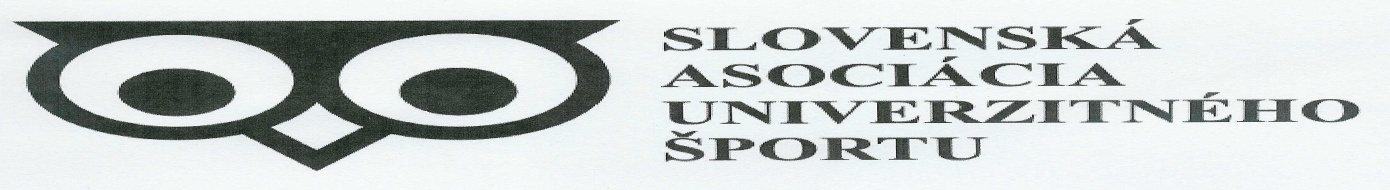 SLOVENSKÁ
ASOCIÁCIA
UNIVERZITNÉHO
ŠPORTU